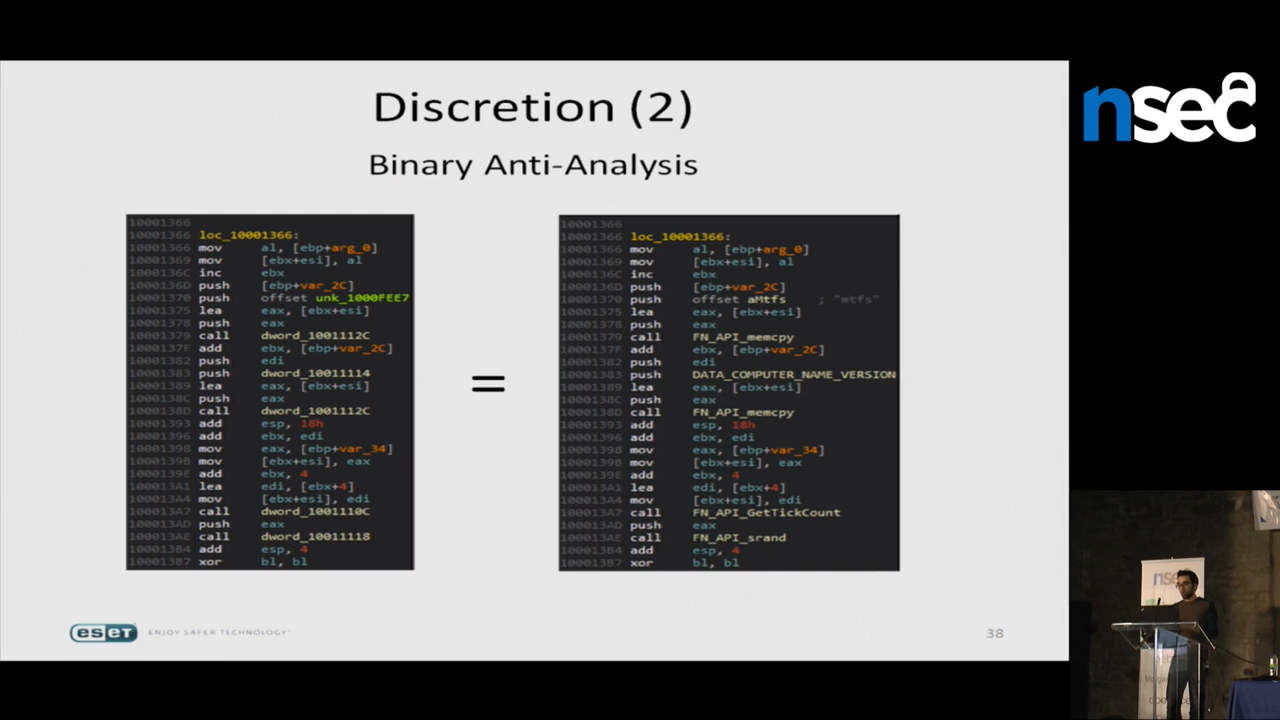 Discretion (2)
Binary Anti-Analysis
10001366
10001366 loc_10001366:
10001366 mov al, [ebp+arg_0]
10001369 mov [ebx+esi], al
1000136C inc ebx
1000136D push [ebp+var_2C]
10001370 push offset unk_1000FEE7
10001375 lea eax, [ebx+esi]
10001378 push eax
10001379 call dword_1001112C
1000137F add ebx, [ebp+var_2C]
10001382 push edi
10001383 push dword_10011114
10001389 lea eax, [ebx+esi]
1000138C push eax
1000138D call dword_1001112C
10001393 add esp, 18h
10001396 add ebx, edi
10001398 mov eax, [ebp+var_34]
1000139B mov [ebx+esi], eax
1000139E add ebx, 4
100013A1 lea edi, [ebx+4]
100013A4 mov [ebx+esi], edi
100013A7 call dword_1001110C
100013AD push eax
100013AE call dword_10011118
100013B4 add esp, 4
100013B7 xor bl, bl
=
10001366
10001366 loc_10001366:
10001366 mov al, [ebp+arg_0]
10001369 mov [ebx+esi], al
1000136C inc ebx
1000136D push [ebp+var_2C]
10001370 push offset aMtfs ; "mtfs"
10001375 lea eax, [ebx+esi]
10001378 push eax
10001379 call FN_API_memcpy
1000137F add ebx, [ebp+var_2C]
10001382 push edi
10001383 push DATA_COMPUTER_NAME_VERSION
10001389 lea eax, [ebx+esi]
1000138C push eax
1000138D call FN_API_memcpy
10001393 add esp, 18h
10001396 add ebx, edi
10001398 mov eax, [ebp+var_34]
1000139B mov [ebx+esi], eax
1000139E add ebx, 4
100013A1 lea edi, [ebx+4]
100013A4 mov [ebx+esi], edi
100013A7 call FN_API_GetTickCount
100013AD push eax
100013AE call FN_API_srand
100013B4 add esp, 4
100013B7 xor bl, bl
eset ENJOY SAFER TECHNOLOGY
38
nsec